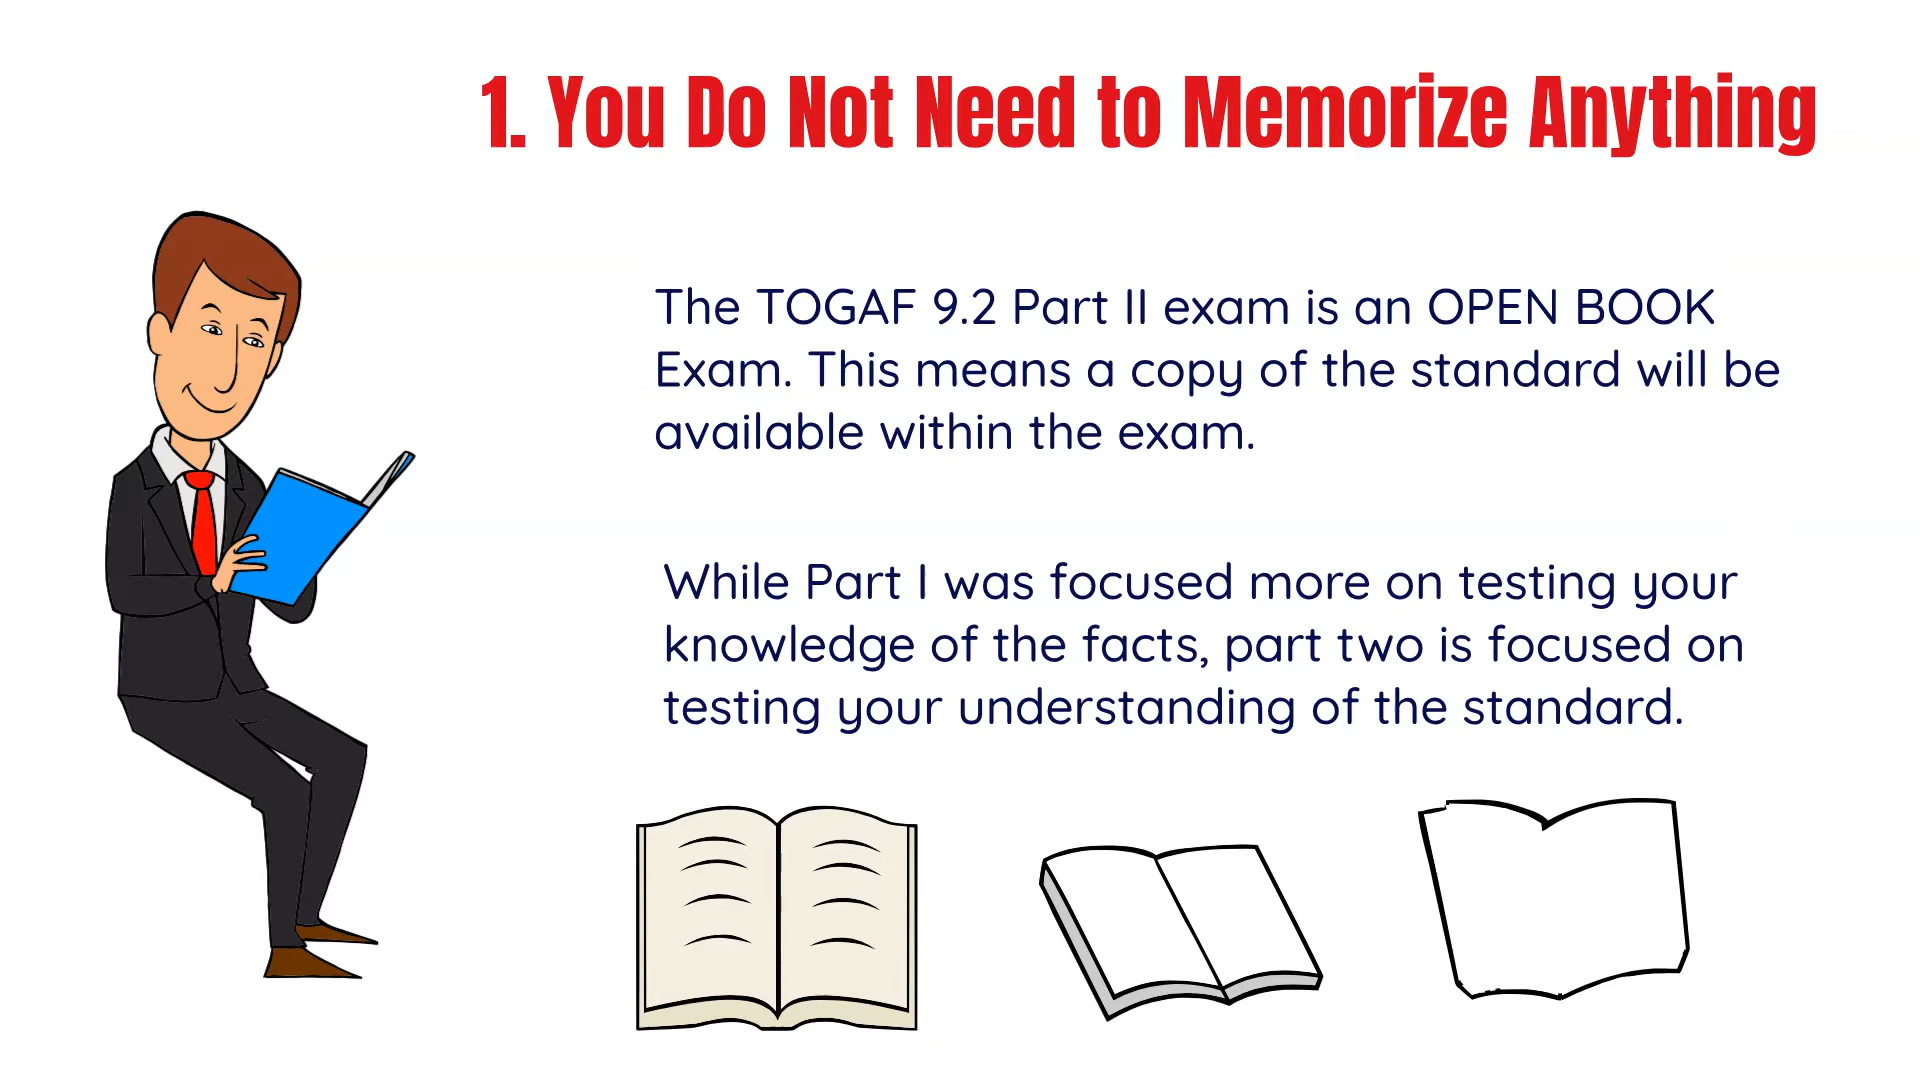 1. You Do Not Need to Memorize Anything
The TOGAF 9.2 Part II exam is an OPEN BOOK
Exam. This means a copy of the standard will be
available within the exam.
While Part I was focused more on testing your
knowledge of the facts, part two is focused on
testing your understanding of the standard.